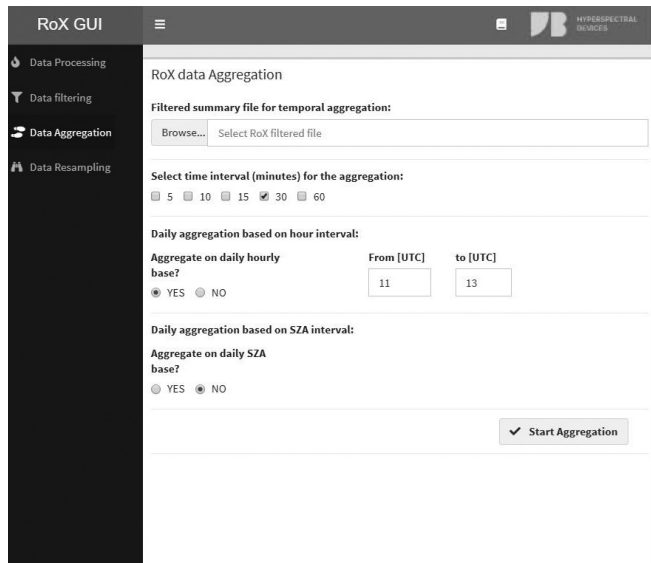 RoX GUI
HYPERSPECTRAL
DEVICES
Data Processing
Data filtering
Data Aggregation
Data Resampling
RoX data Aggregation
Filtered summary file for temporal aggregation:
Browse... Select RoX filtered file
Select time interval (minutes) for the aggregation:
5 10 15 30 60
Daily aggregation based on hour interval:
Aggregate on daily hourly
base?
YES NO
From [UTC] to [UTC]
11 13
Daily aggregation based on SZA interval:
Aggregate on daily SZA
base?
YES NO
Start Aggregation